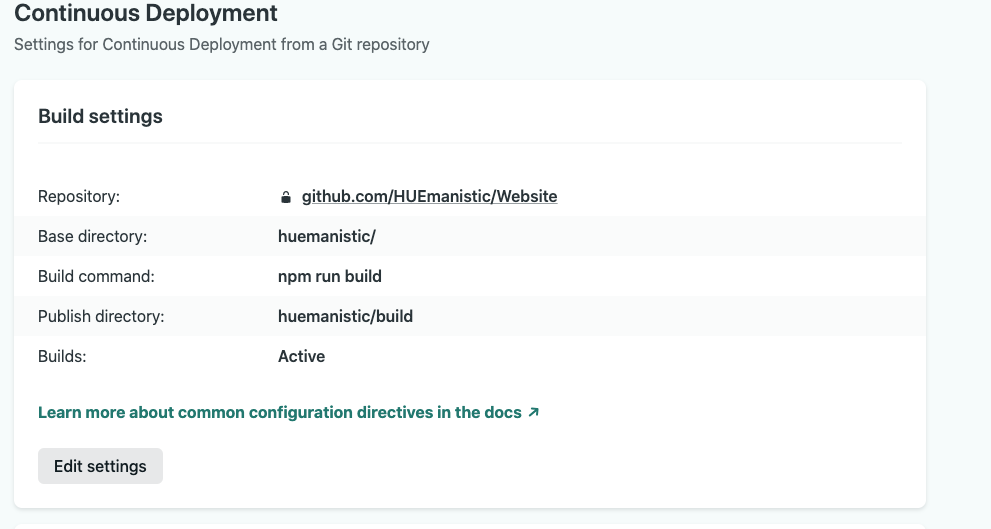 Continuous Deployment
Settings for Continuous Deployment from a Git repository
Build settings
Repository: github.com/HUEmanistic/Website
Base directory: huemanistic/
Build command: npm run build
Publish directory: huemanistic/build
Builds: Active
Learn more about common configuration directives in the docs ↗
Edit settings